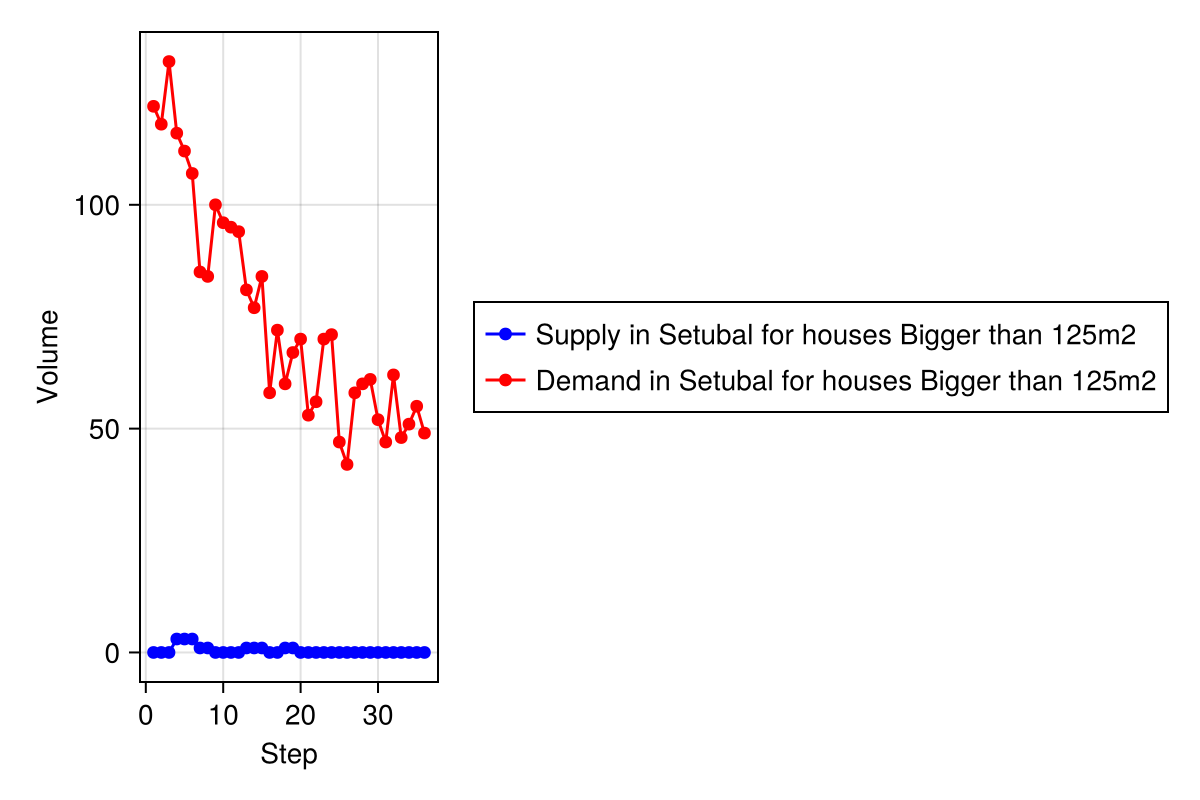 100
50
0
Volume
0 10 20 30
Step
Supply in Setubal for houses Bigger than 125m2
Demand in Setubal for houses Bigger than 125m2